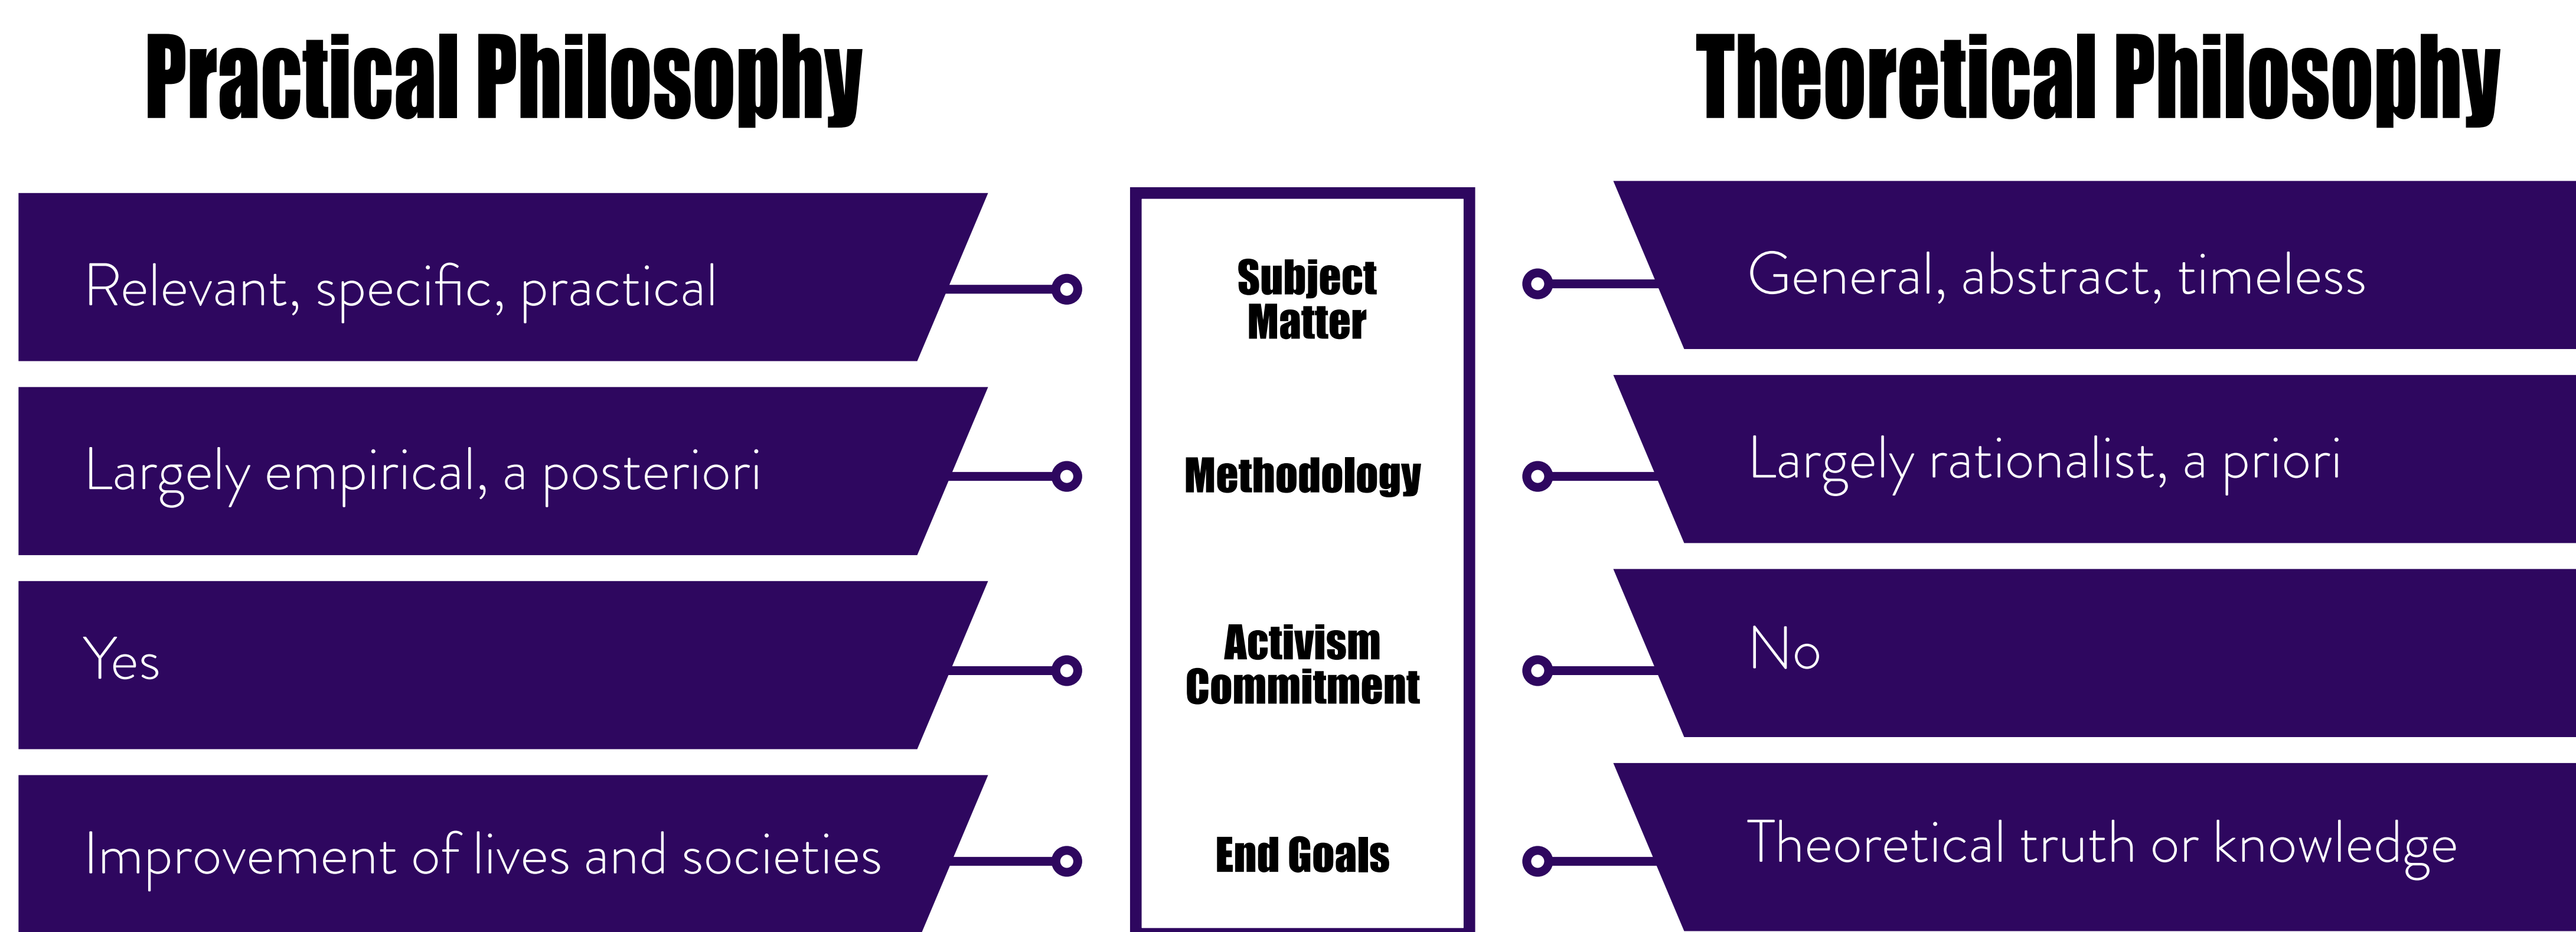 Practical Philosophy
Theoretical Philosophy
Relevant, specific, practical
Subject
Matter
General, abstract, timeless
Largely empirical, a posteriori
Methodology
Largely rationalist, a priori
Yes
Activism
Commitment
No
Improvement of lives and societies
End Goals
Theoretical truth or knowledge